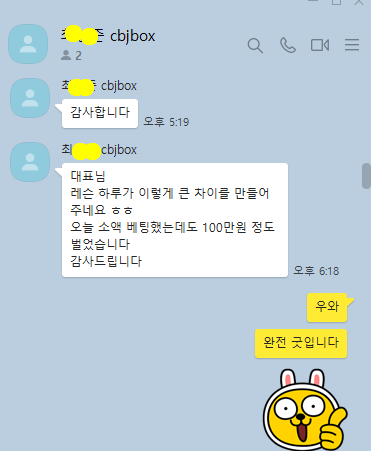 최 준 cbjbox
2
최 준 cbjbox
감사합니다
오후 5:19
최 cbjbox
대표님
레슨 하루가 이렇게 큰 차이를 만들어
주네요 ㅎㅎ
오늘 소액 베팅했는데도 100만원 정도
벌었습니다
감사드립니다
오후 6:18
우와
완전 굿입니다